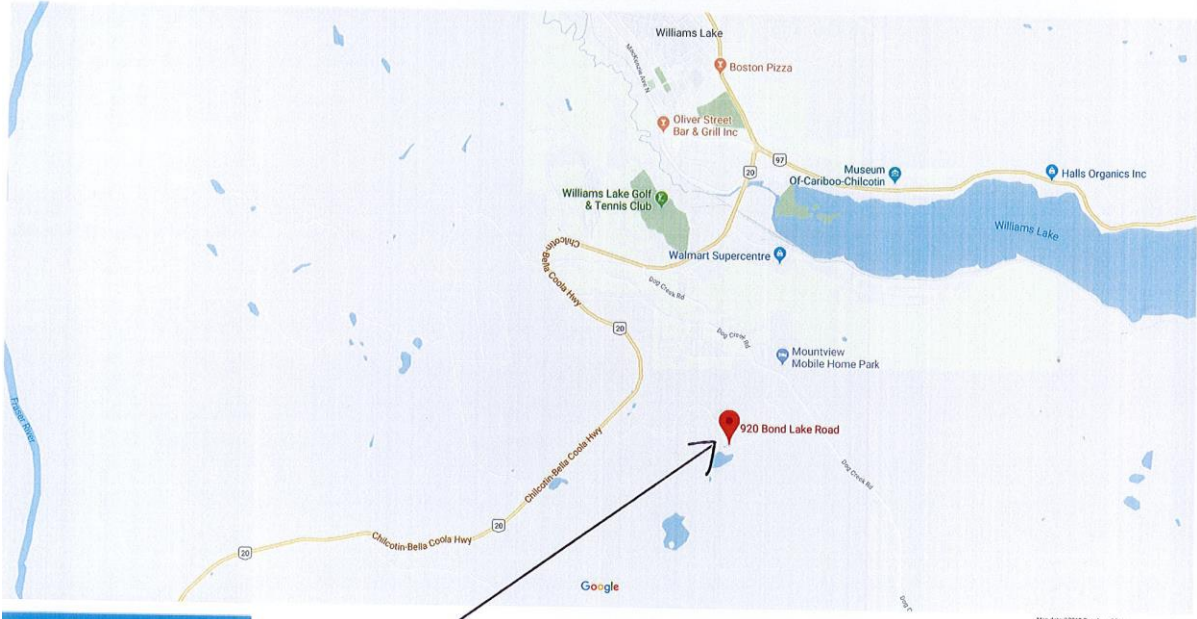 Williams Lake
MacKenzie Ave N
Boston Pizza
Oliver Street
Bar & Grill Inc
97
20
Museum
Of-Cariboo-Chilcotin
Halls Organics Inc
Williams Lake Golf
& Tennis Club
Williams Lake
Chilcotin-Bella Coola Hwy
Walmart Supercentre
Dog Creek Rd
20
Dog Creek Rd
Mountview
Mobile Home Park
Fraser River
920 Bond Lake Road
Chilcotin-Bella Coola Hwy
Dog Creek Rd
20
Chilcotin-Bella Coola Hwy
20
Google